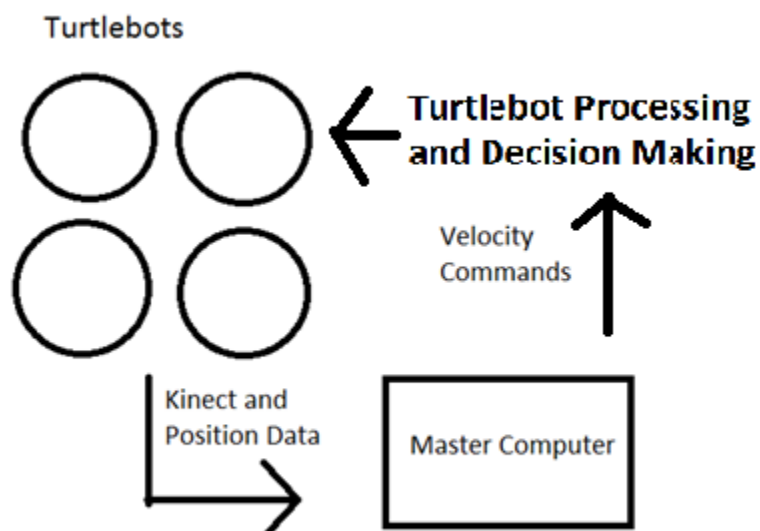 Turtlebots
Turtlebot Processing
and Decision Making
Velocity
Commands
Kinect and
Position Data
Master Computer